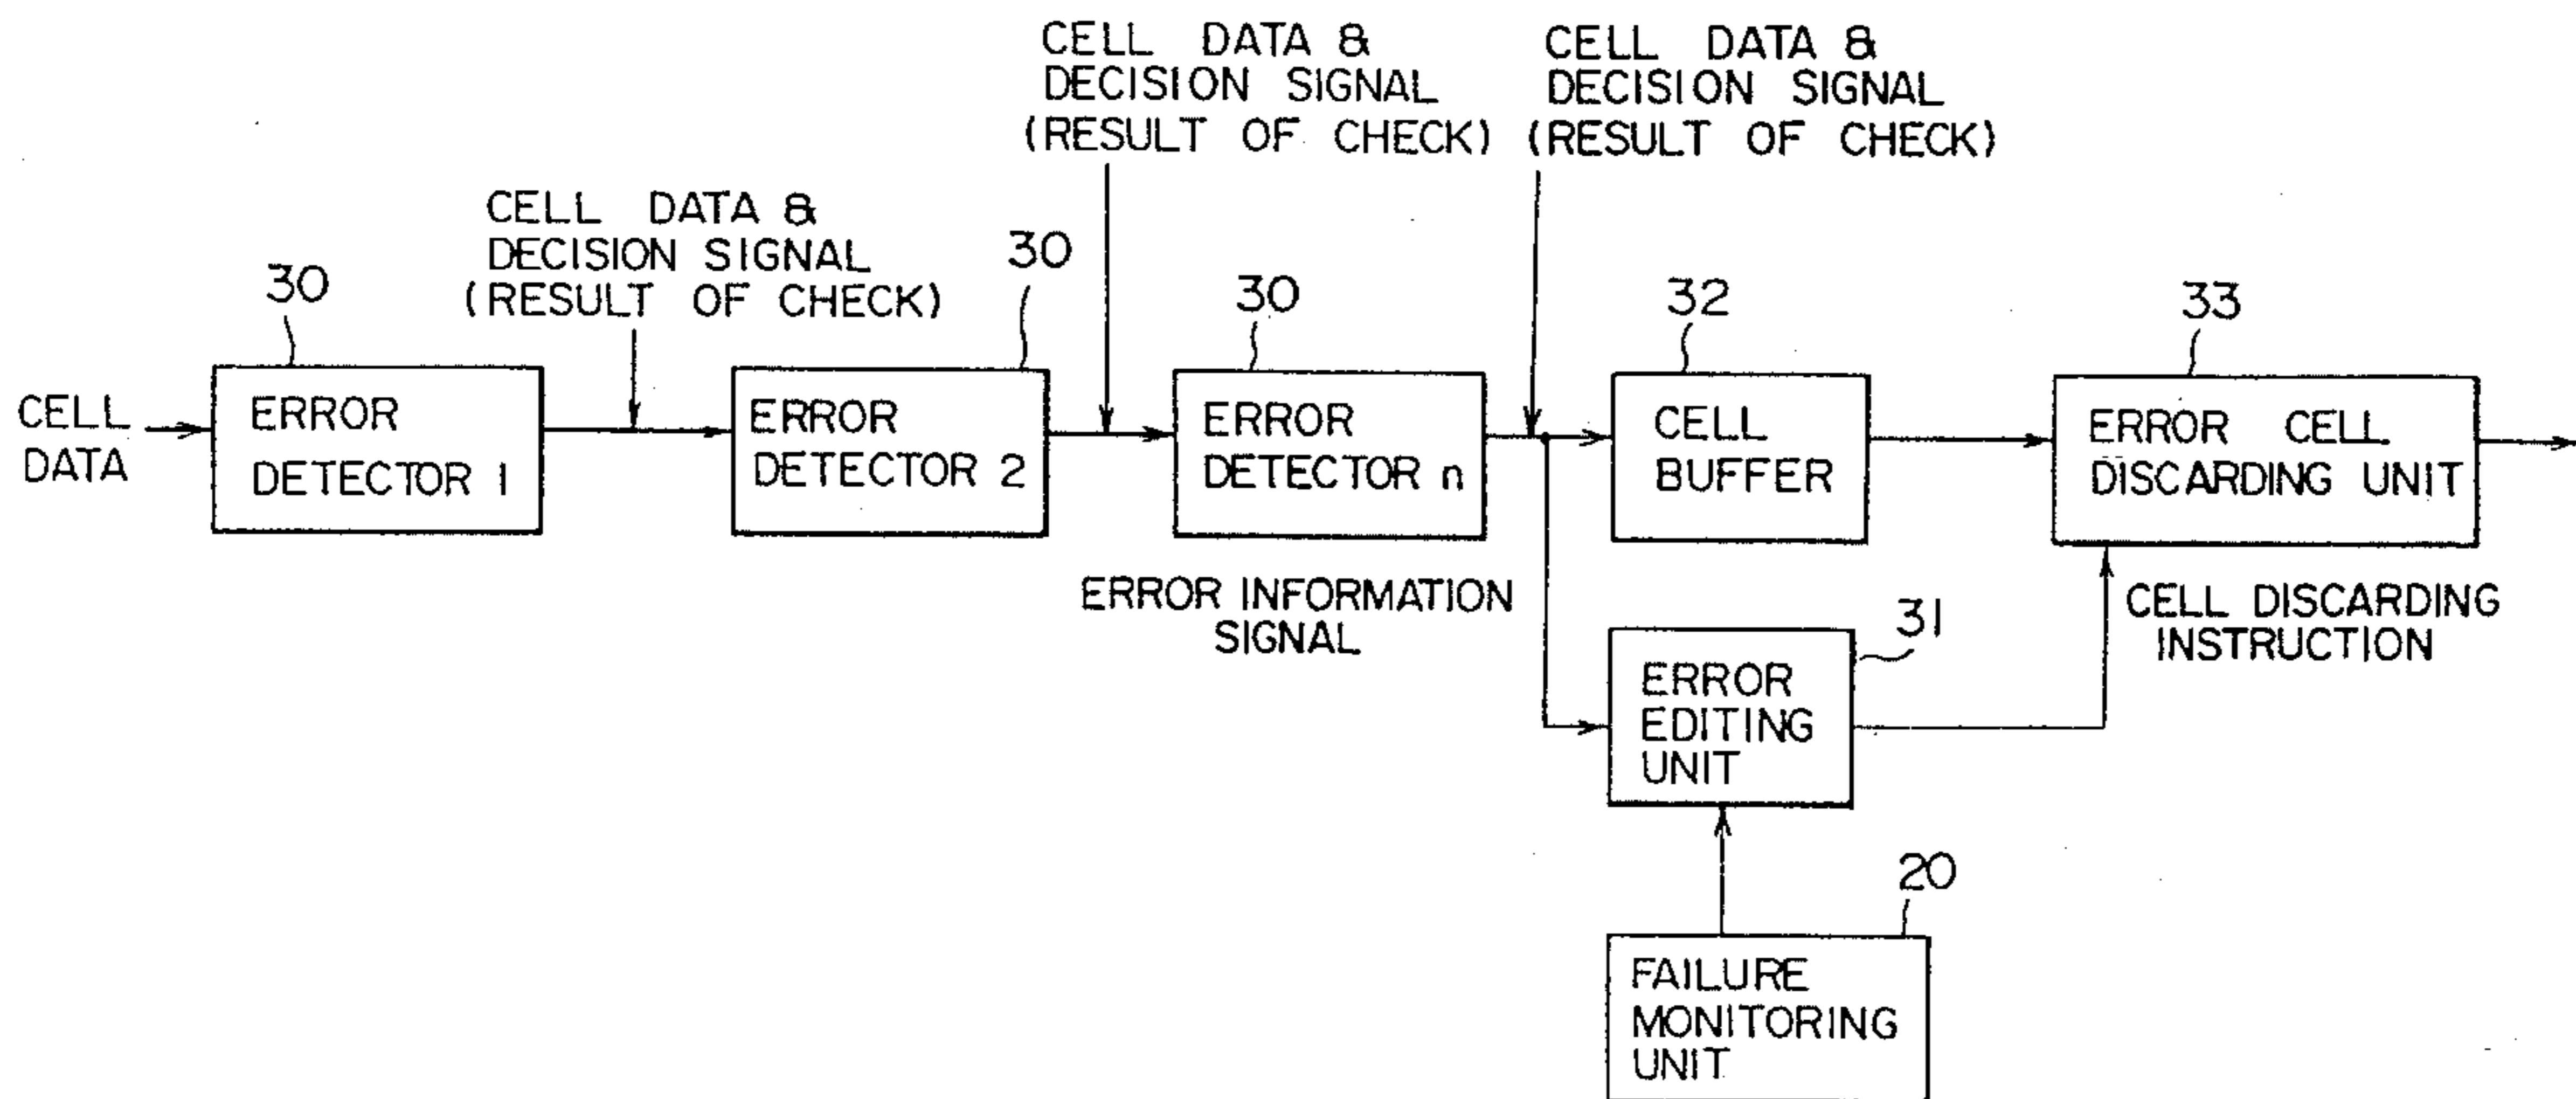 CELL DATA &
DECISION SIGNAL
(RESULT OF CHECK)
CELL DATA &
DECISION SIGNAL
(RESULT OF CHECK)
CELL DATA &
DECISION SIGNAL
(RESULT OF CHECK)
30
30
30
32
33
CELL
DATA
ERROR
DETECTOR 1
ERROR
DETECTOR 2
ERROR
DETECTOR n
CELL
BUFFER
ERROR CELL
DISCARDING UNIT
ERROR INFORMATION
SIGNAL
CELL DISCARDING
INSTRUCTION
31
ERROR
EDITING
UNIT
20
FAILURE
MONITORING
UNIT